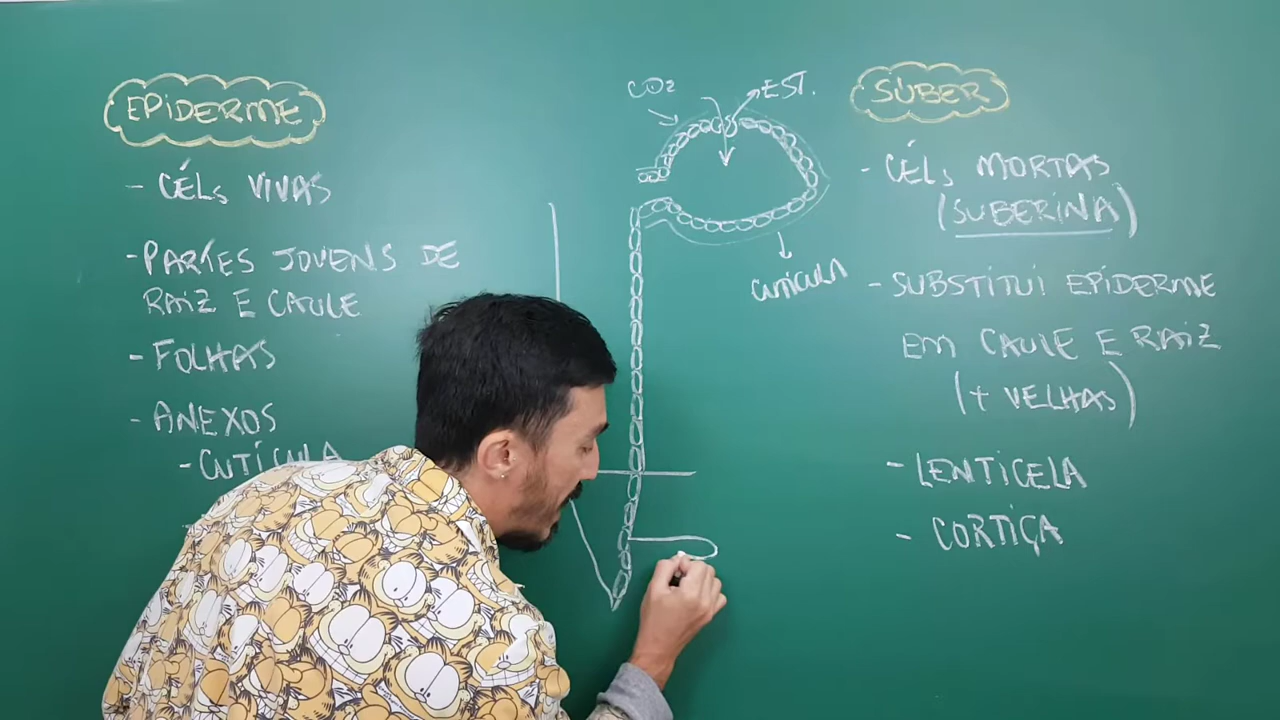 EPIDERME
- CÉLs VIVAS
- PARTES JOVENS DE
RAIZ E CAULE
- FOLHAS
- ANEXOS
- CUTÍCULA
CO2
EST.
CUTÍCULA
SÚBER
- CÉLs MORTAS
(SUBERINA)
- SUBSTITUI EPIDERME
EM CAULE E RAIZ
(+ VELHAS)
- LENTICELA
- CORTIÇA